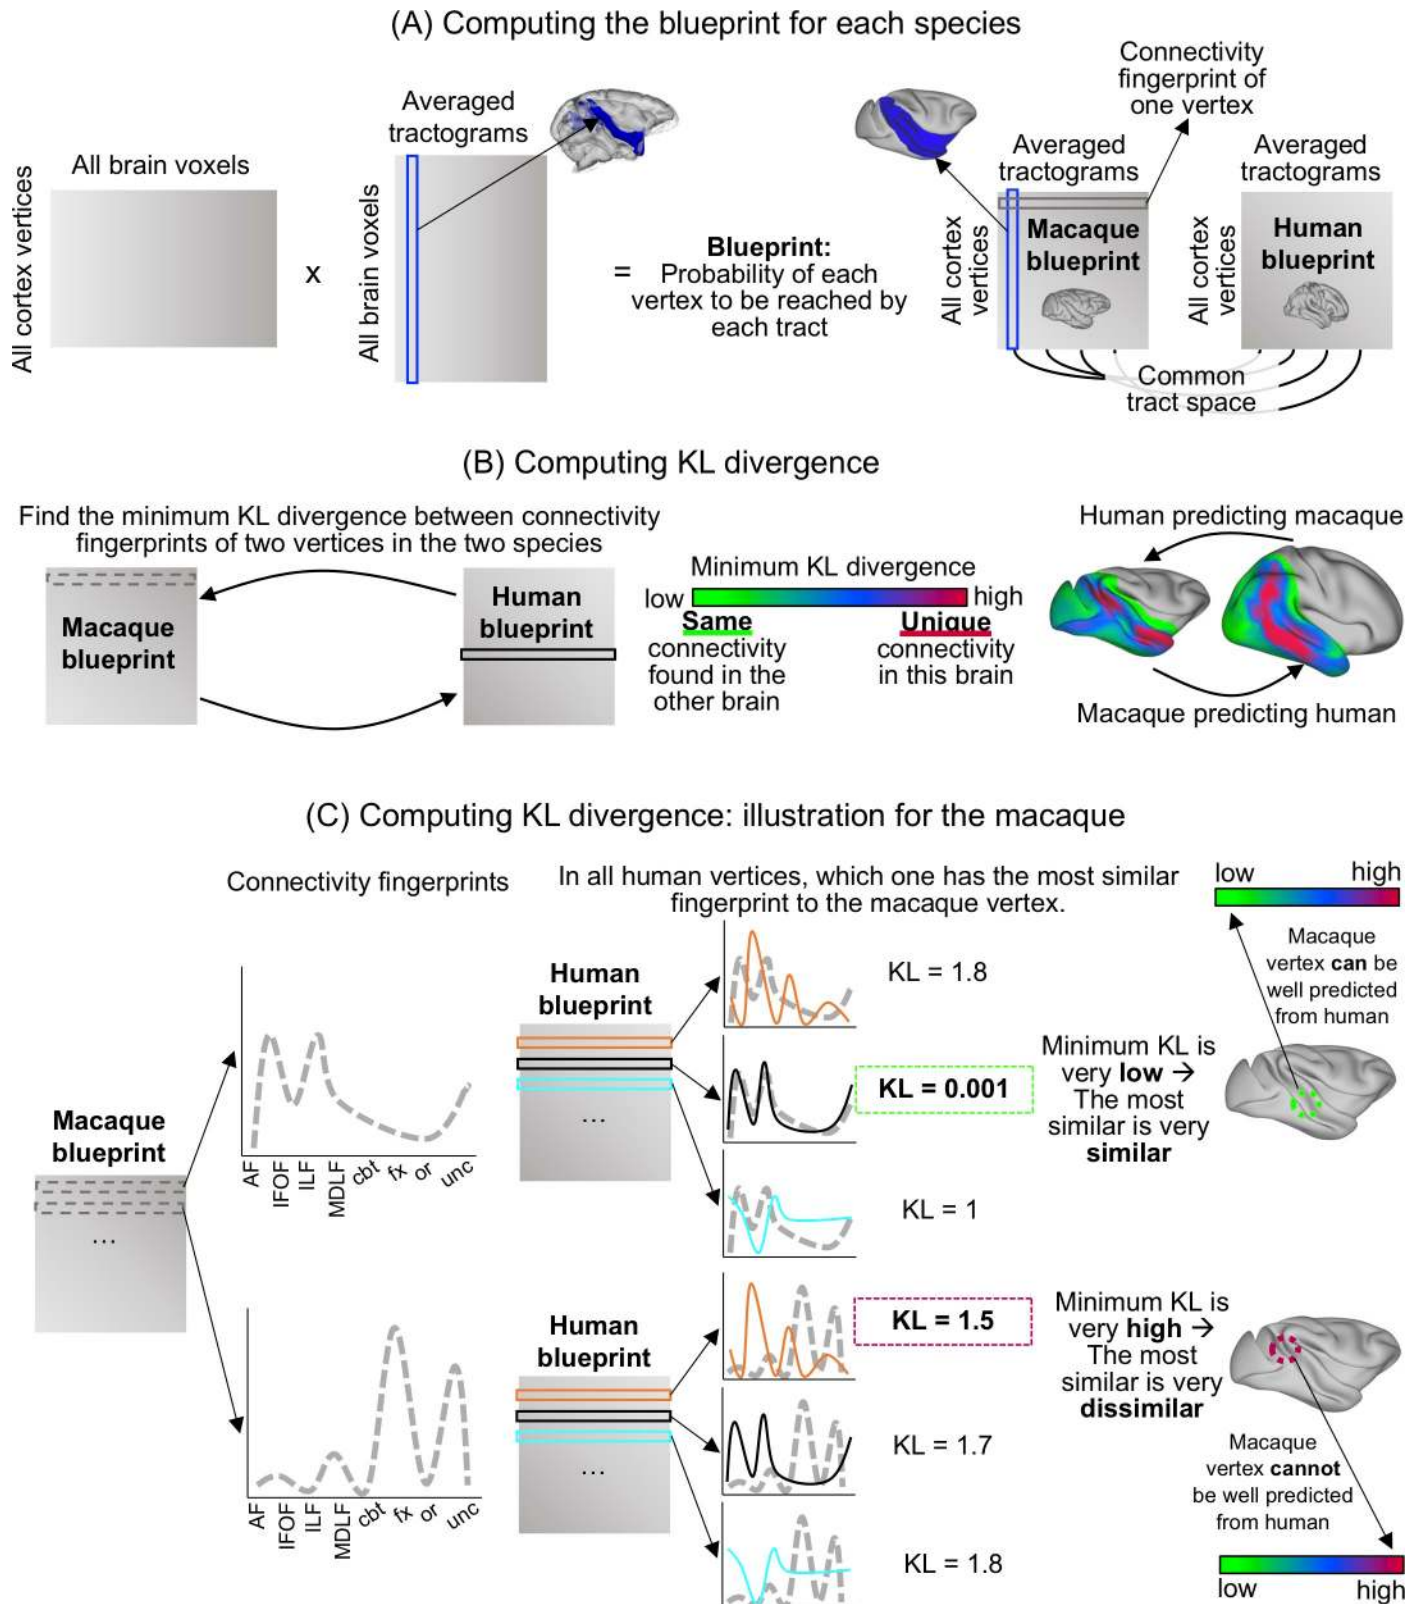 (A) Computing the blueprint for each species
All cortex vertices
All brain voxels
x
Averaged
tractograms
All brain voxels
=
Blueprint:
Probability of each
vertex to be reached by
each tract
Connectivity
fingerprint of
one vertex
Averaged
tractograms
All cortex
vertices
Macaque
blueprint
Averaged
tractograms
All cortex
vertices
Human
blueprint
Common
tract space
(B) Computing KL divergence
Find the minimum KL divergence between connectivity
fingerprints of two vertices in the two species
Macaque
blueprint
Human
blueprint
Minimum KL divergence
low
high
Same
connectivity
found in the
other brain
Unique
connectivity
in this brain
Human predicting macaque
Macaque predicting human
(C) Computing KL divergence: illustration for the macaque
Connectivity fingerprints
In all human vertices, which one has the most similar
fingerprint to the macaque vertex.
Macaque
blueprint
...
AF
IFOF
ILF
MDLF
cbt
fx
or
unc
Human
blueprint
...
KL = 1.8
KL = 0.001
KL = 1
Minimum KL is
very low →
The most
similar is very
similar
low
high
Macaque
vertex can be
well predicted
from human
AF
IFOF
ILF
MDLF
cbt
fx
or
unc
Human
blueprint
...
KL = 1.5
KL = 1.7
KL = 1.8
Minimum KL is
very high →
The most
similar is very
dissimilar
Macaque
vertex cannot
be well predicted
from human
low
high